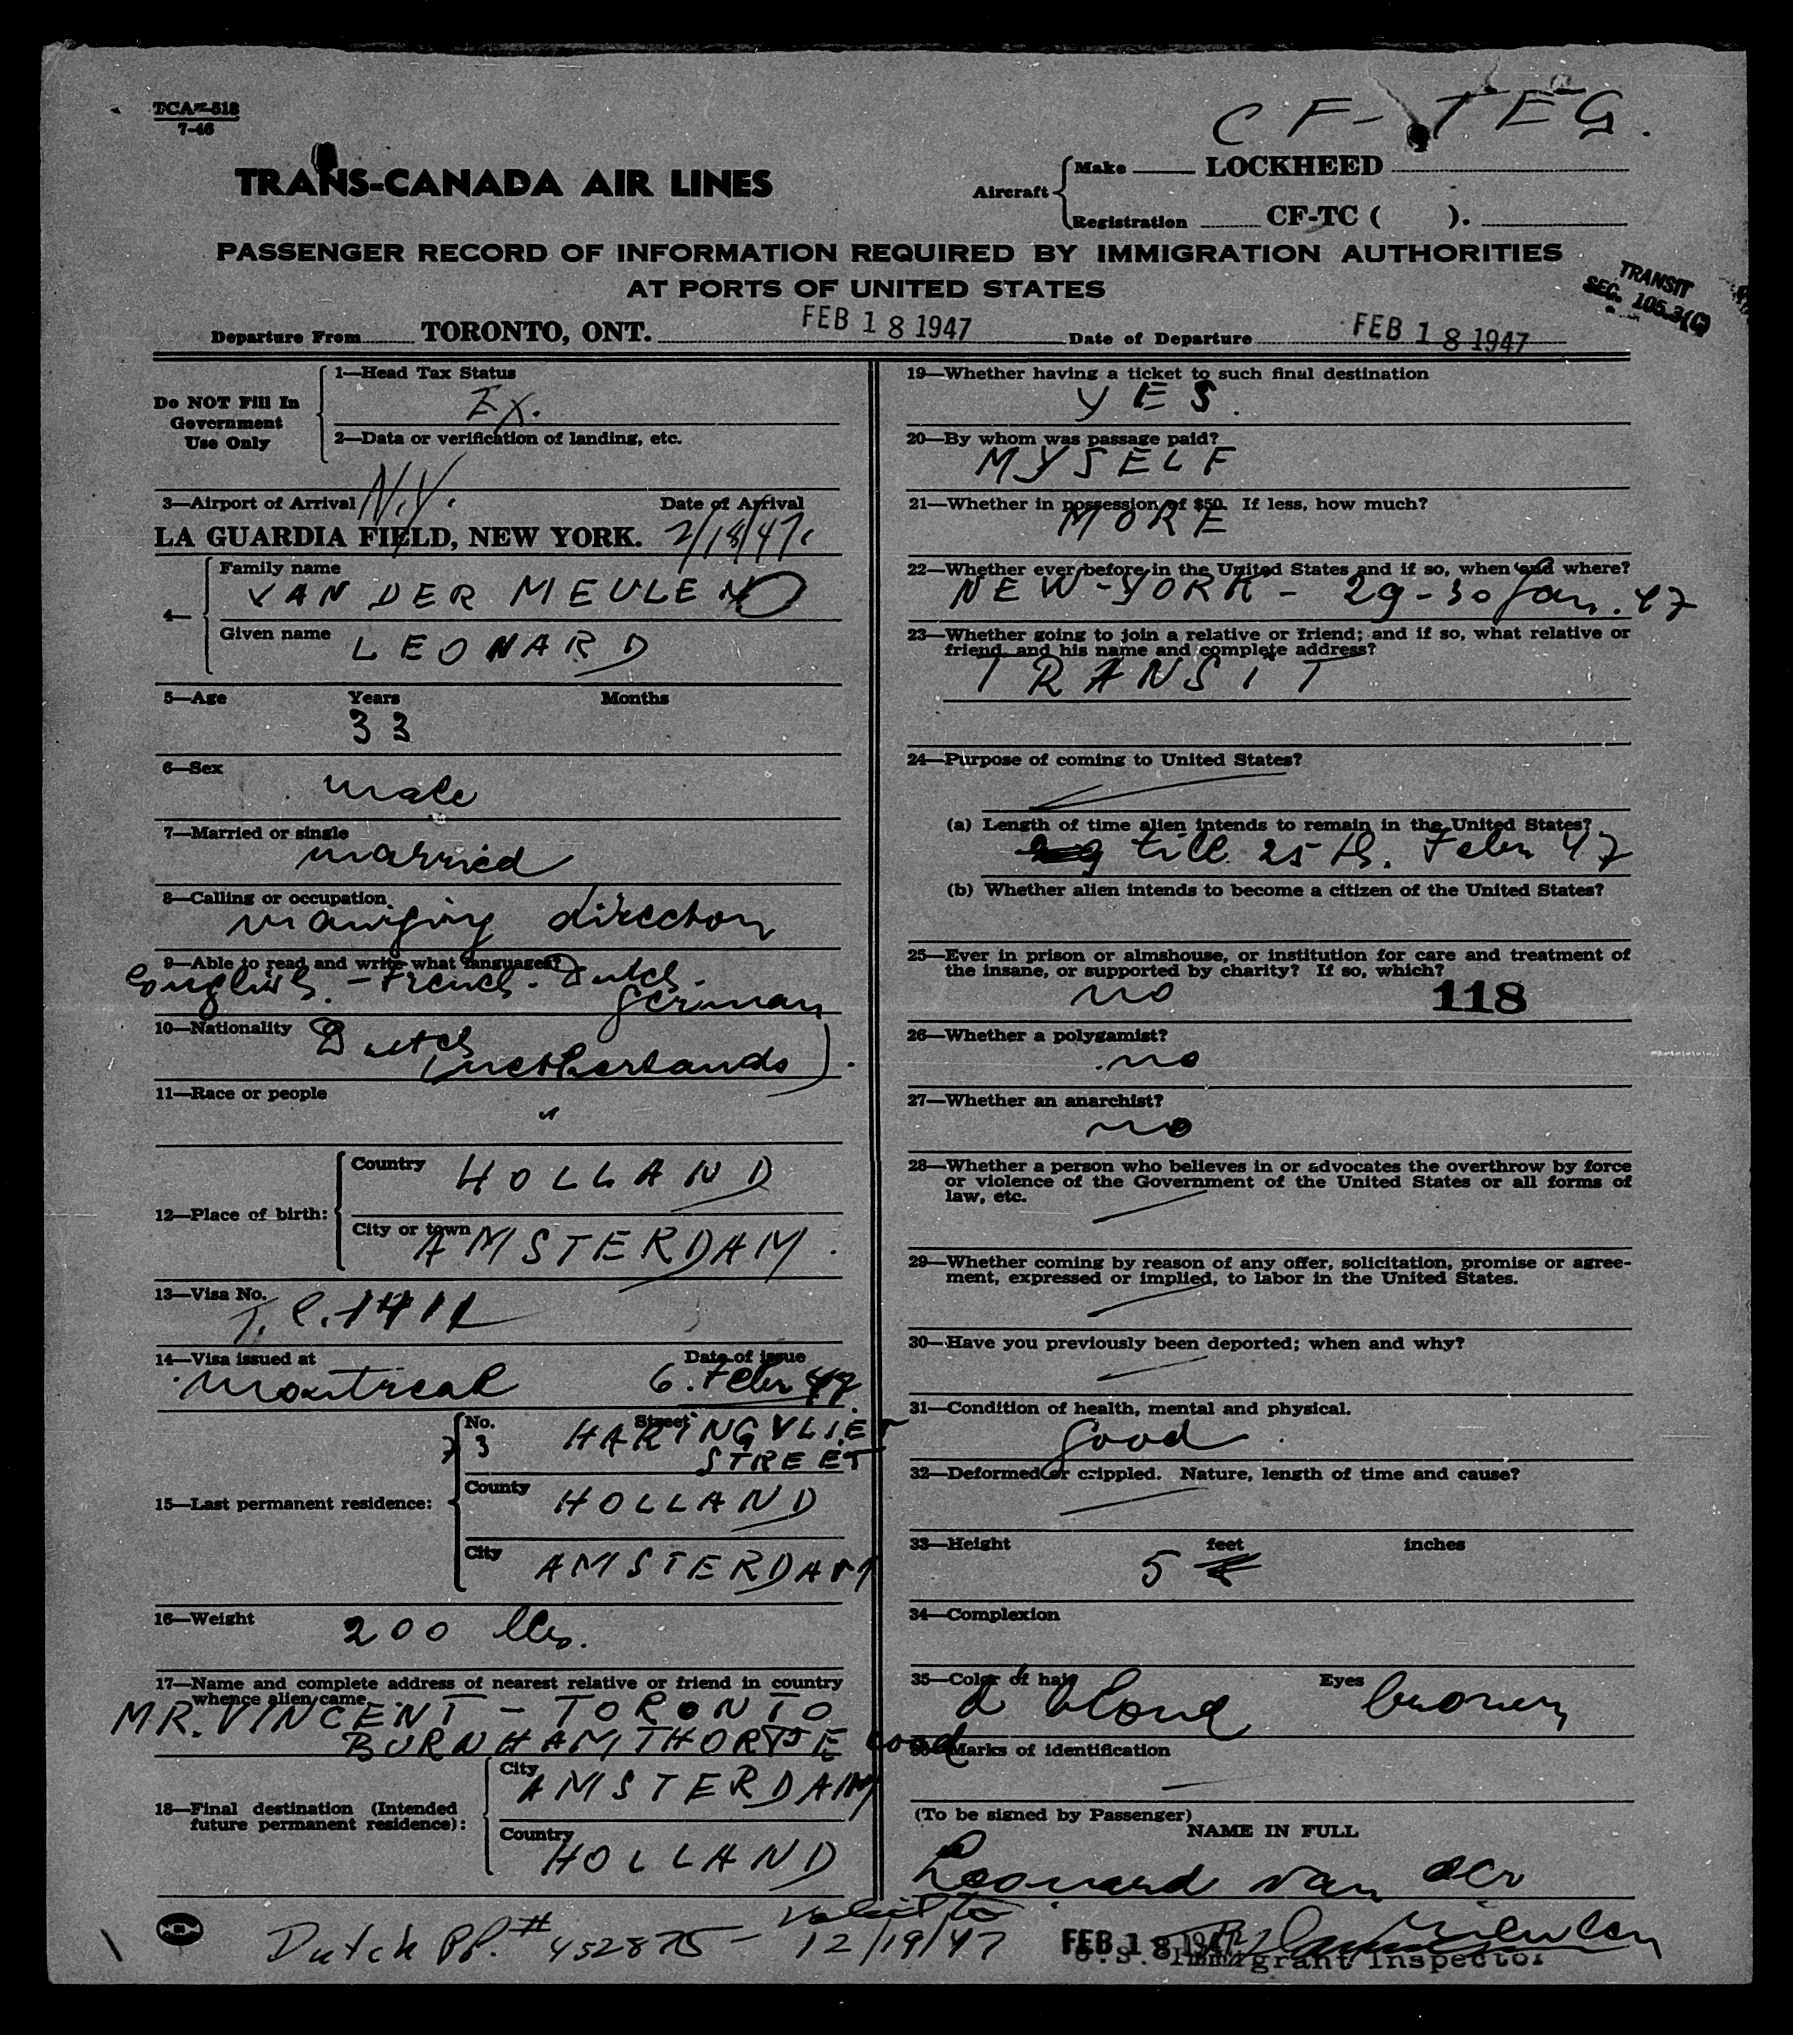 TCA-518
7-46
CF-TEG.
TRANS-CANADA AIR LINES
Aircraft
Make LOCKHEED
Registration CF-TC ( ).
PASSENGER RECORD OF INFORMATION REQUIRED BY IMMIGRATION AUTHORITIES
AT PORTS OF UNITED STATES
TRANSIT
SEC. 105.3(C)
Departure From TORONTO, ONT. FEB 18 1947 Date of Departure FEB 18 1947
Do NOT Fill In
Government
Use Only
1—Head Tax Status
Ex.
2—Data or verification of landing, etc.
3—Airport of Arrival N.Y. Date of Arrival
LA GUARDIA FIELD, NEW YORK. 2/18/47.
4—
Family name
VAN DER MEULEN
Given name
LEONARD
5—Age Years Months
33
6—Sex
male
7—Married or single
married
8—Calling or occupation
director
9—Able to read and write what languages?
English - French - Dutch.
German
10—Nationality Dutch
(netherlands).
11—Race or people
"
12—Place of birth:
Country HOLLAND
City or town
AMSTERDAM.
13—Visa No.
14—Visa issued at Date of issue
Montreal 6. Febr 47.
15—Last permanent residence:
No. Street
73 HARINGVLIET
STREET
County HOLLAND
City AMSTERDAM
16—Weight 200 lbs.
17—Name and complete address of nearest relative or friend in country
whence alien came
MR. VINCENT - TORONTO
BURNHAMTHORPE road
18—Final destination (Intended
future permanent residence):
City
AMSTERDAM
Country
HOLLAND
Dutch PP. # 452875 - valid to
12/19/47
19—Whether having a ticket to such final destination
YES.
20—By whom was passage paid?
MYSELF
21—Whether in possession of $50. If less, how much?
MORE
22—Whether ever before in the United States and if so, when and where?
NEW-YORK - 29-30 Jan. 47
23—Whether going to join a relative or friend; and if so, what relative or
friend and his name and complete address?
TRANSIT
24—Purpose of coming to United States?
(a) Length of time alien intends to remain in the United States?
till 25th. Febr 47
(b) Whether alien intends to become a citizen of the United States?
25—Ever in prison or almshouse, or institution for care and treatment of
the insane, or supported by charity? If so, which?
no 118
26—Whether a polygamist?
no
27—Whether an anarchist?
no
28—Whether a person who believes in or advocates the overthrow by force
or violence of the Government of the United States or all forms of
law, etc.
29—Whether coming by reason of any offer, solicitation, promise or agree-
ment, expressed or implied, to labor in the United States.
30—Have you previously been deported; when and why?
31—Condition of health, mental and physical.
good
32—Deformed or crippled. Nature, length of time and cause?
33—Height feet inches
5
34—Complexion
35—Color of hair Eyes
d blond brown
36—Marks of identification
(To be signed by Passenger)
NAME IN FULL
Leonard van der
Meulen
FEB 18 1947
U.S. Immigrant Inspector